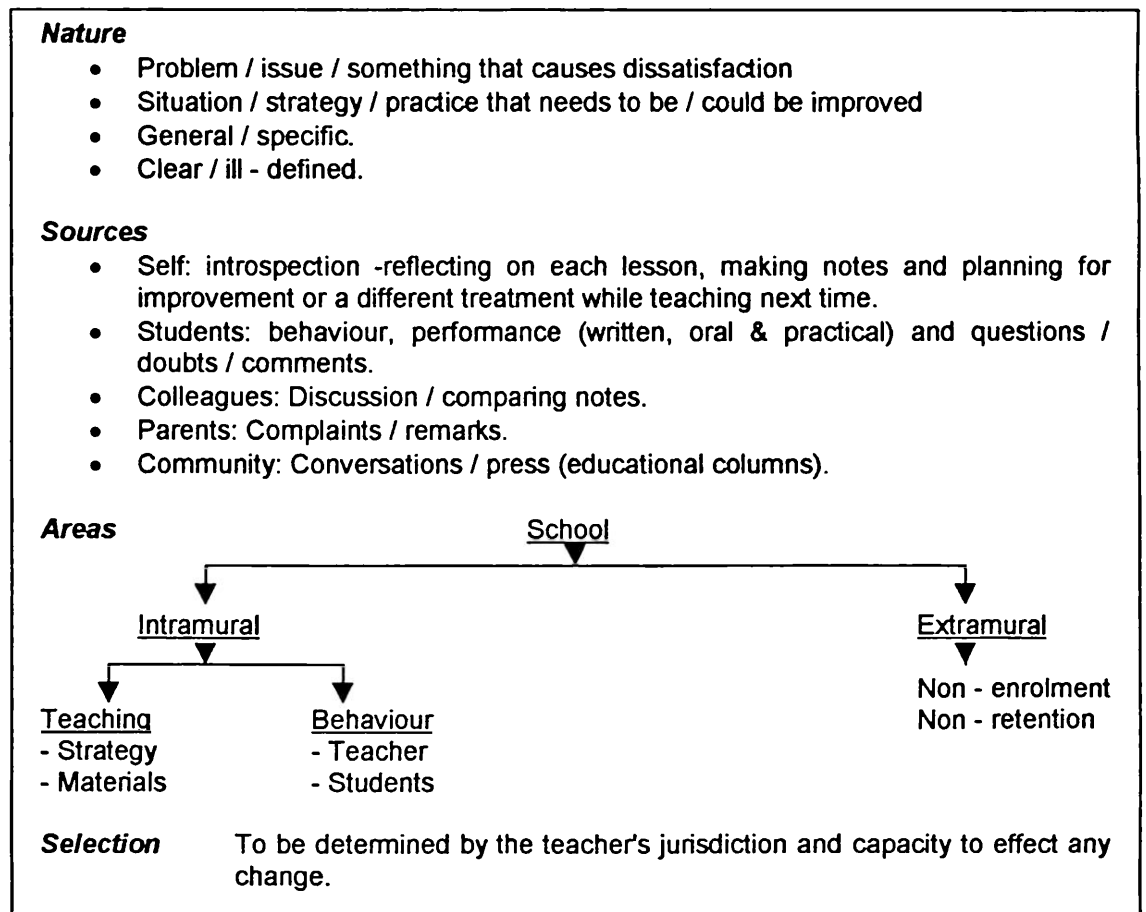 Nature
• Problem / issue / something that causes dissatisfaction
• Situation / strategy / practice that needs to be / could be improved
• General / specific.
• Clear / ill - defined.
Sources
• Self: introspection -reflecting on each lesson, making notes and planning for
improvement or a different treatment while teaching next time.
• Students: behaviour, performance (written, oral & practical) and questions /
doubts / comments.
• Colleagues: Discussion / comparing notes.
• Parents: Complaints / remarks.
• Community: Conversations / press (educational columns).
Areas School
Intramural Extramural
Non - enrolment
Teaching Behaviour Non - retention
- Strategy - Teacher
- Materials - Students
Selection To be determined by the teacher's jurisdiction and capacity to effect any
change.